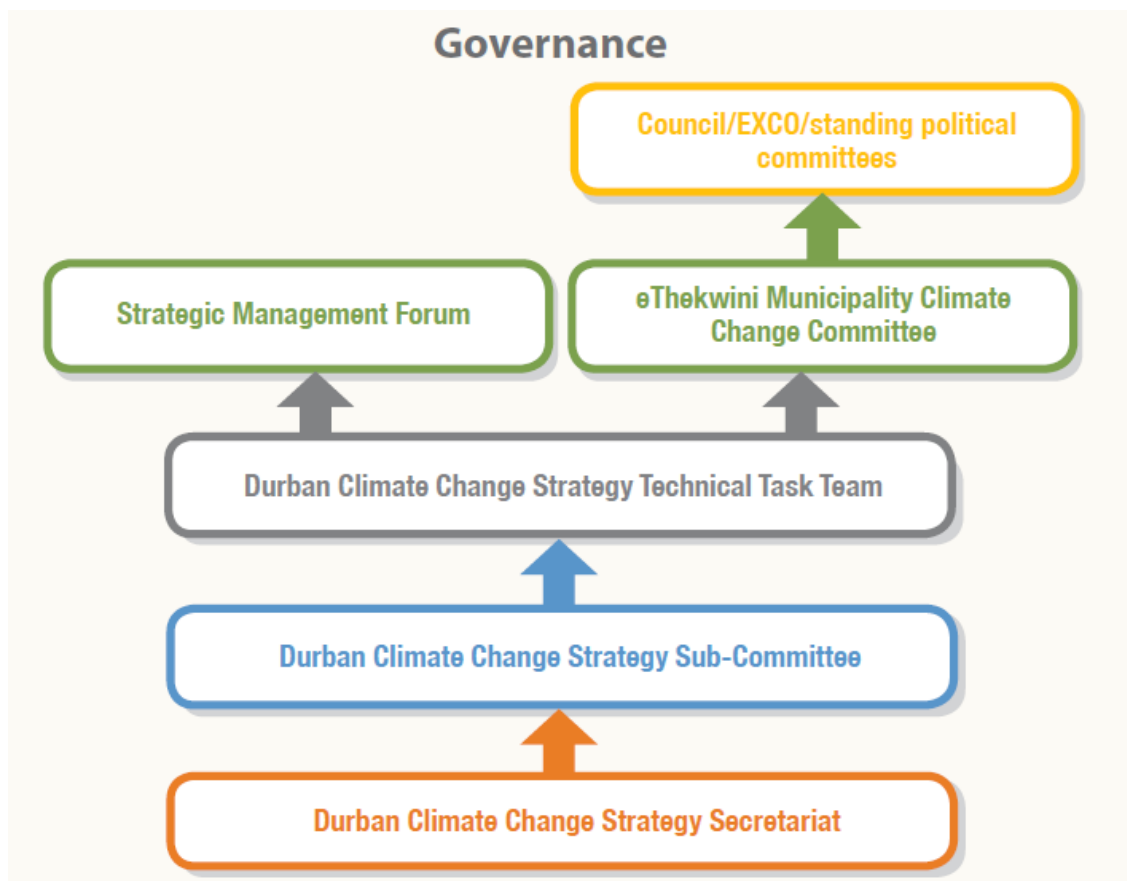 Governance
Council/EXCO/standing political
committees
Strategic Management Forum
eThekwini Municipality Climate
Change Committee
Durban Climate Change Strategy Technical Task Team
Durban Climate Change Strategy Sub-Committee
Durban Climate Change Strategy Secretariat